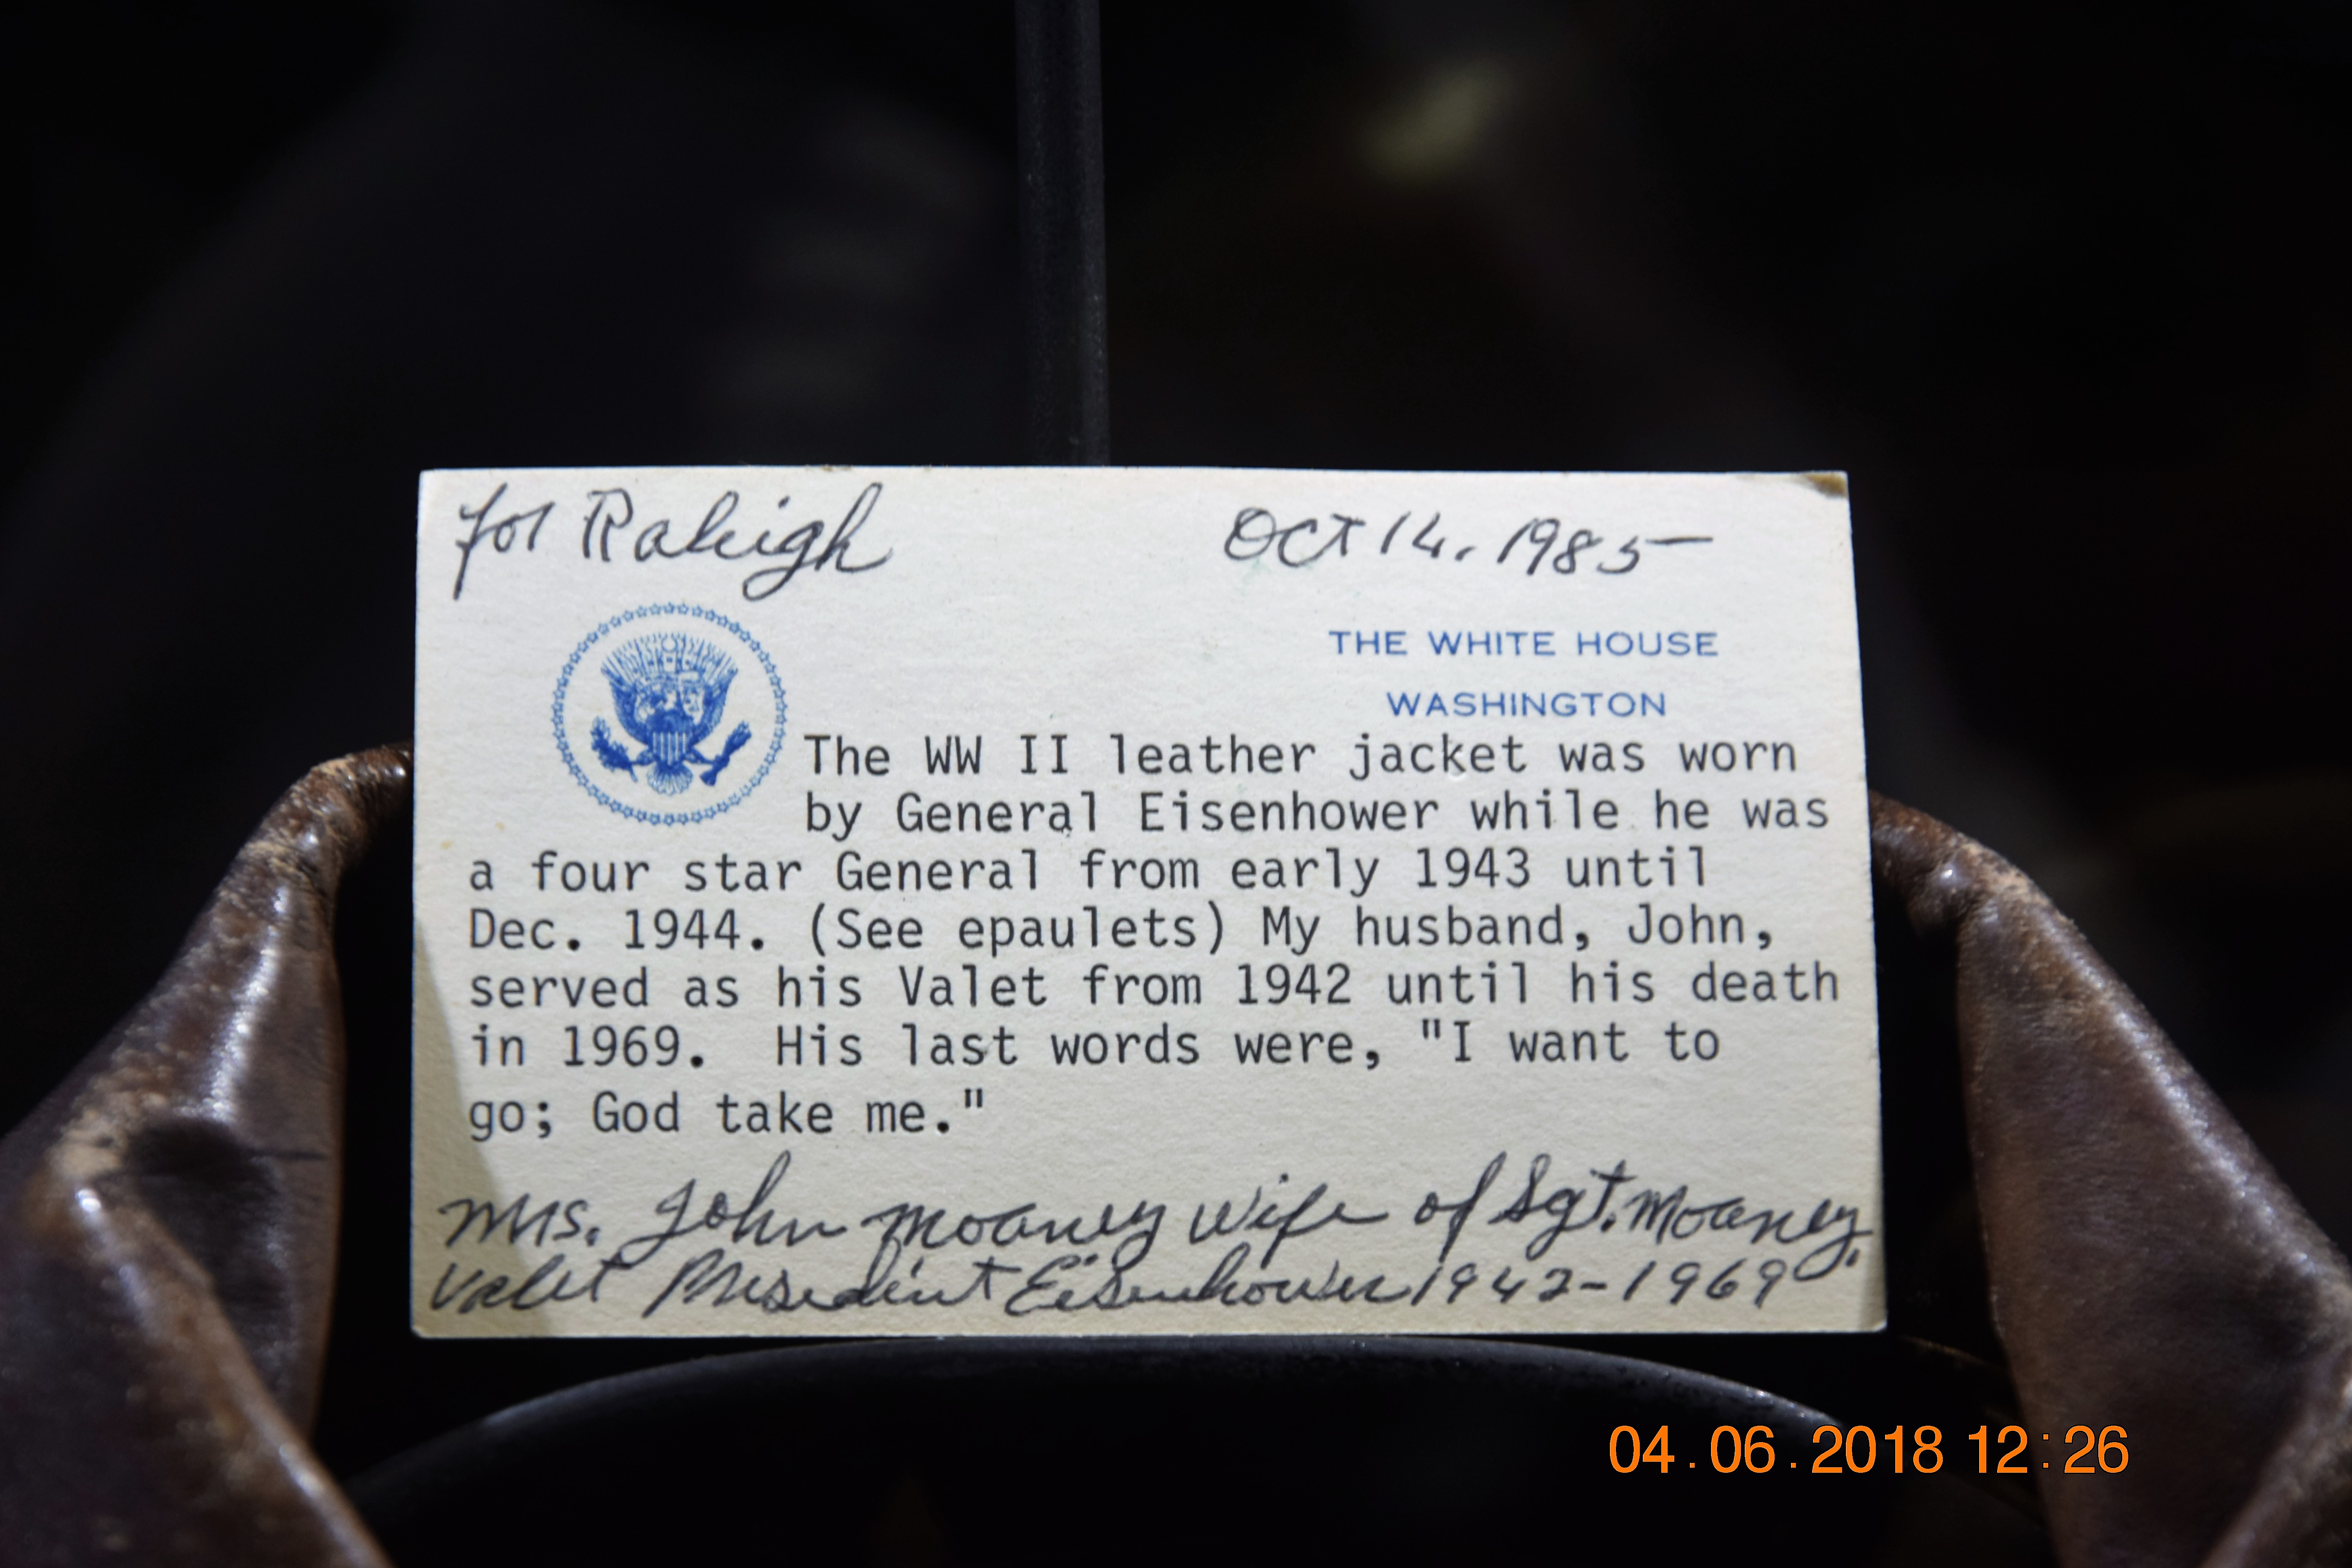 for Raleigh Oct 14, 1985
THE WHITE HOUSE
WASHINGTON
The WW II leather jacket was worn
by General Eisenhower while he was
a four star General from early 1943 until
Dec. 1944. (See epaulets) My husband, John,
served as his Valet from 1942 until his death
in 1969. His last words were, "I want to
go; God take me."
Mrs. John Moaney Wife of Sgt. Moaney.
Valet President Eisenhower 1942-1969
04.06.2018 12:26